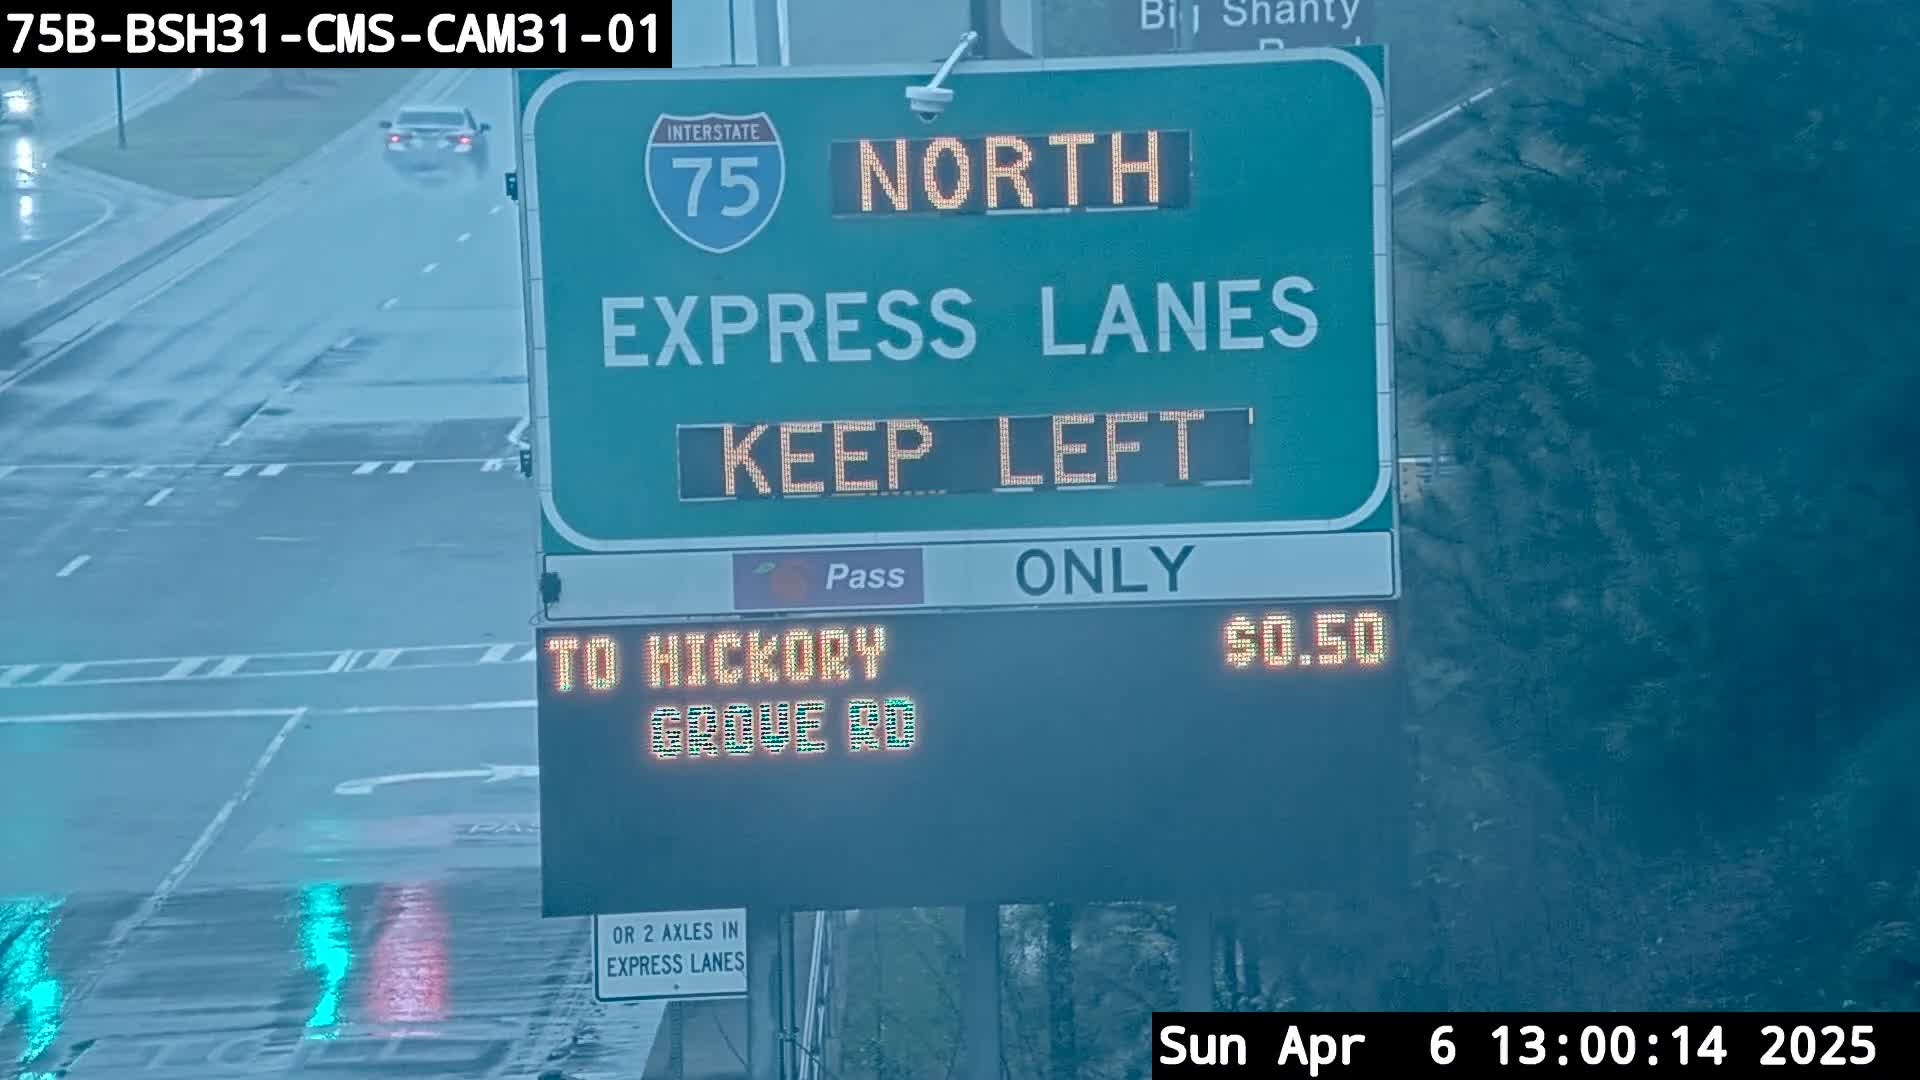 75B-BSH31-CMS-CAM31-01
Big Shanty
INTERSTATE
75
NORTH
EXPRESS LANES
KEEP LEFT
Pass ONLY
TO HICKORY $0.50
GROVE RD
OR 2 AXLES IN
EXPRESS LANES
Sun Apr 6 13:00:14 2025